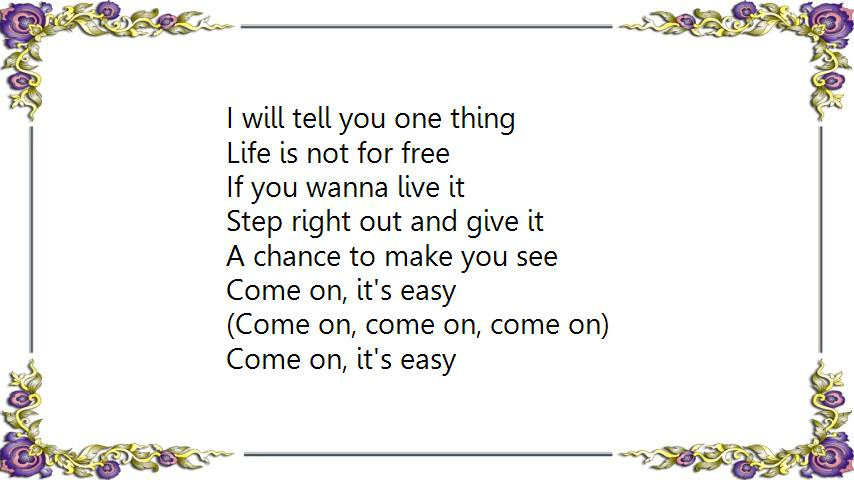 I will tell you one thing
Life is not for free
If you wanna live it
Step right out and give it
A chance to make you see
Come on, it's easy
(Come on, come on, come on)
Come on, it's easy